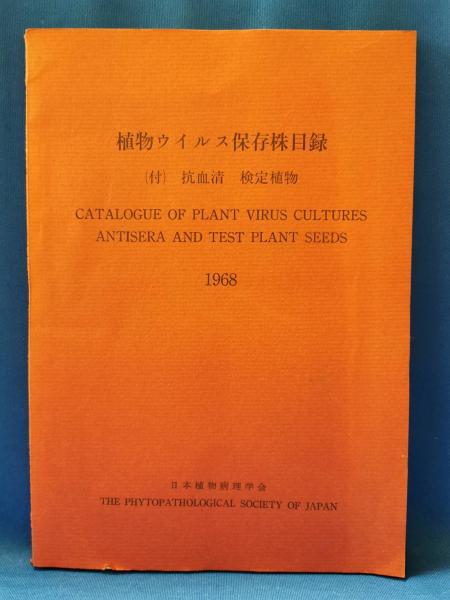 植物ウイルス保存株目録
(付) 抗血清 検定植物
CATALOGUE OF PLANT VIRUS CULTURES
ANTISERA AND TEST PLANT SEEDS
1968
日本植物病理学会
THE PHYTOPATHOLOGICAL SOCIETY OF JAPAN